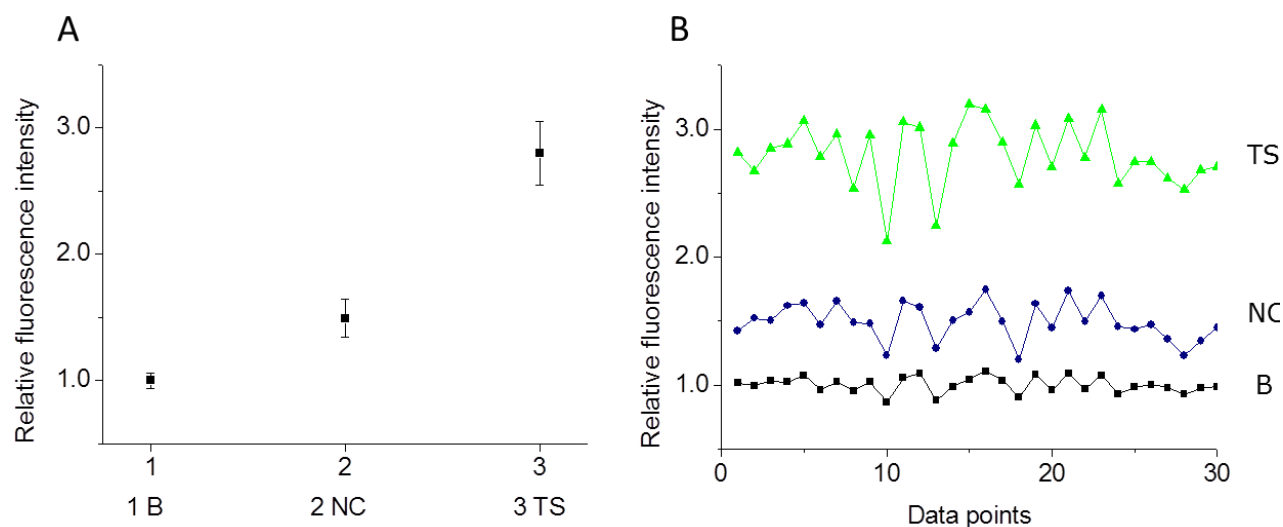 A
Relative fluorescence intensity
3.0
2.0
1.0
1 2 3
1 B 2 NC 3 TS
B
Relative fluorescence intensity
3.0
2.0
1.0
TS
NC
B
0 10 20 30
Data points